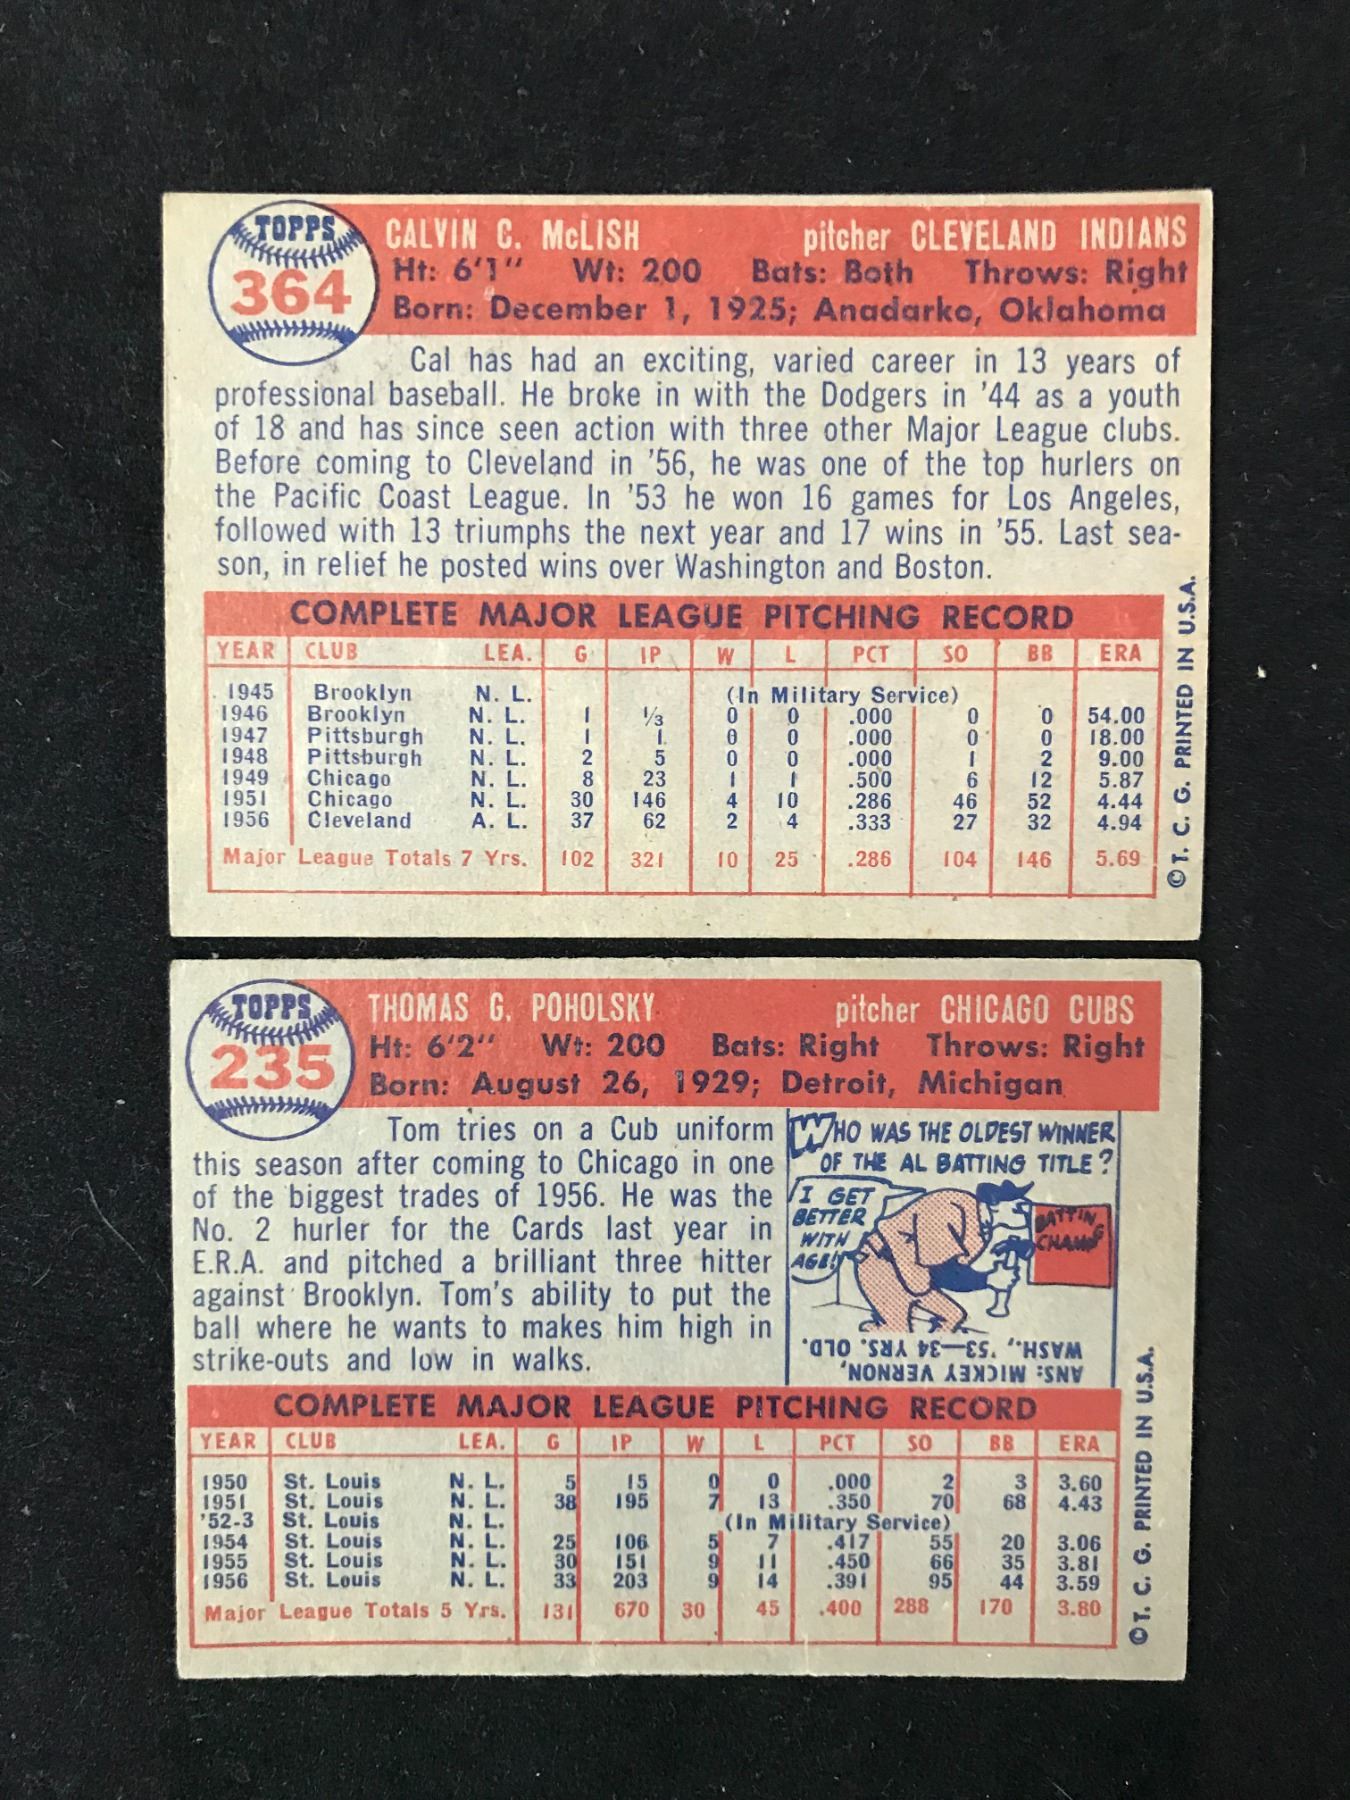 TOPPS
364
CALVIN C. McLISH pitcher CLEVELAND INDIANS
Ht: 6'1" Wt: 200 Bats: Both Throws: Right
Born: December 1, 1925; Anadarko, Oklahoma
Cal has had an exciting, varied career in 13 years of
professional baseball. He broke in with the Dodgers in '44 as a youth
of 18 and has since seen action with three other Major League clubs.
Before coming to Cleveland in '56, he was one of the top hurlers on
the Pacific Coast League. In '53 he won 16 games for Los Angeles,
followed with 13 triumphs the next year and 17 wins in '55. Last sea-
son, in relief he posted wins over Washington and Boston.
COMPLETE MAJOR LEAGUE PITCHING RECORD
YEAR CLUB LEA. G IP W L PCT SO BB ERA
1945 Brooklyn N. L. (In Military Service)
1946 Brooklyn N. L. 1 1/3 0 0 .000 0 0 54.00
1947 Pittsburgh N. L. 1 1 0 0 .000 0 0 18.00
1948 Pittsburgh N. L. 2 5 0 0 .000 1 2 9.00
1949 Chicago N. L. 8 23 1 1 .500 6 12 5.87
1951 Chicago N. L. 30 146 4 10 .286 46 52 4.44
1956 Cleveland A. L. 37 62 2 4 .333 27 32 4.94
Major League Totals 7 Yrs. 102 321 10 25 .286 104 146 5.69
© T. C. G. PRINTED IN U.S.A.
TOPPS
235
THOMAS G. POHOLSKY pitcher CHICAGO CUBS
Ht: 6'2" Wt: 200 Bats: Right Throws: Right
Born: August 26, 1929; Detroit, Michigan
Tom tries on a Cub uniform
this season after coming to Chicago in one
of the biggest trades of 1956. He was the
No. 2 hurler for the Cards last year in
E.R.A. and pitched a brilliant three hitter
against Brooklyn. Tom's ability to put the
ball where he wants to makes him high in
strike-outs and low in walks.
WHO WAS THE OLDEST WINNER
OF THE AL BATTING TITLE?
I GET
BETTER
WITH
AGE!
BATTING
CHAMP
ANS: MICKEY VERNON,
WASH., '53—34 YRS. OLD.
COMPLETE MAJOR LEAGUE PITCHING RECORD
YEAR CLUB LEA. G IP W L PCT SO BB ERA
1950 St. Louis N. L. 5 15 0 0 .000 2 3 3.60
1951 St. Louis N. L. 38 195 7 13 .350 70 68 4.43
'52-3 St. Louis N. L. (In Military Service)
1954 St. Louis N. L. 25 106 5 7 .417 55 20 3.06
1955 St. Louis N. L. 30 151 9 11 .450 66 35 3.81
1956 St. Louis N. L. 33 203 9 14 .391 95 44 3.59
Major League Totals 5 Yrs. 131 670 30 45 .400 288 170 3.80
© T. C. G. PRINTED IN U.S.A.